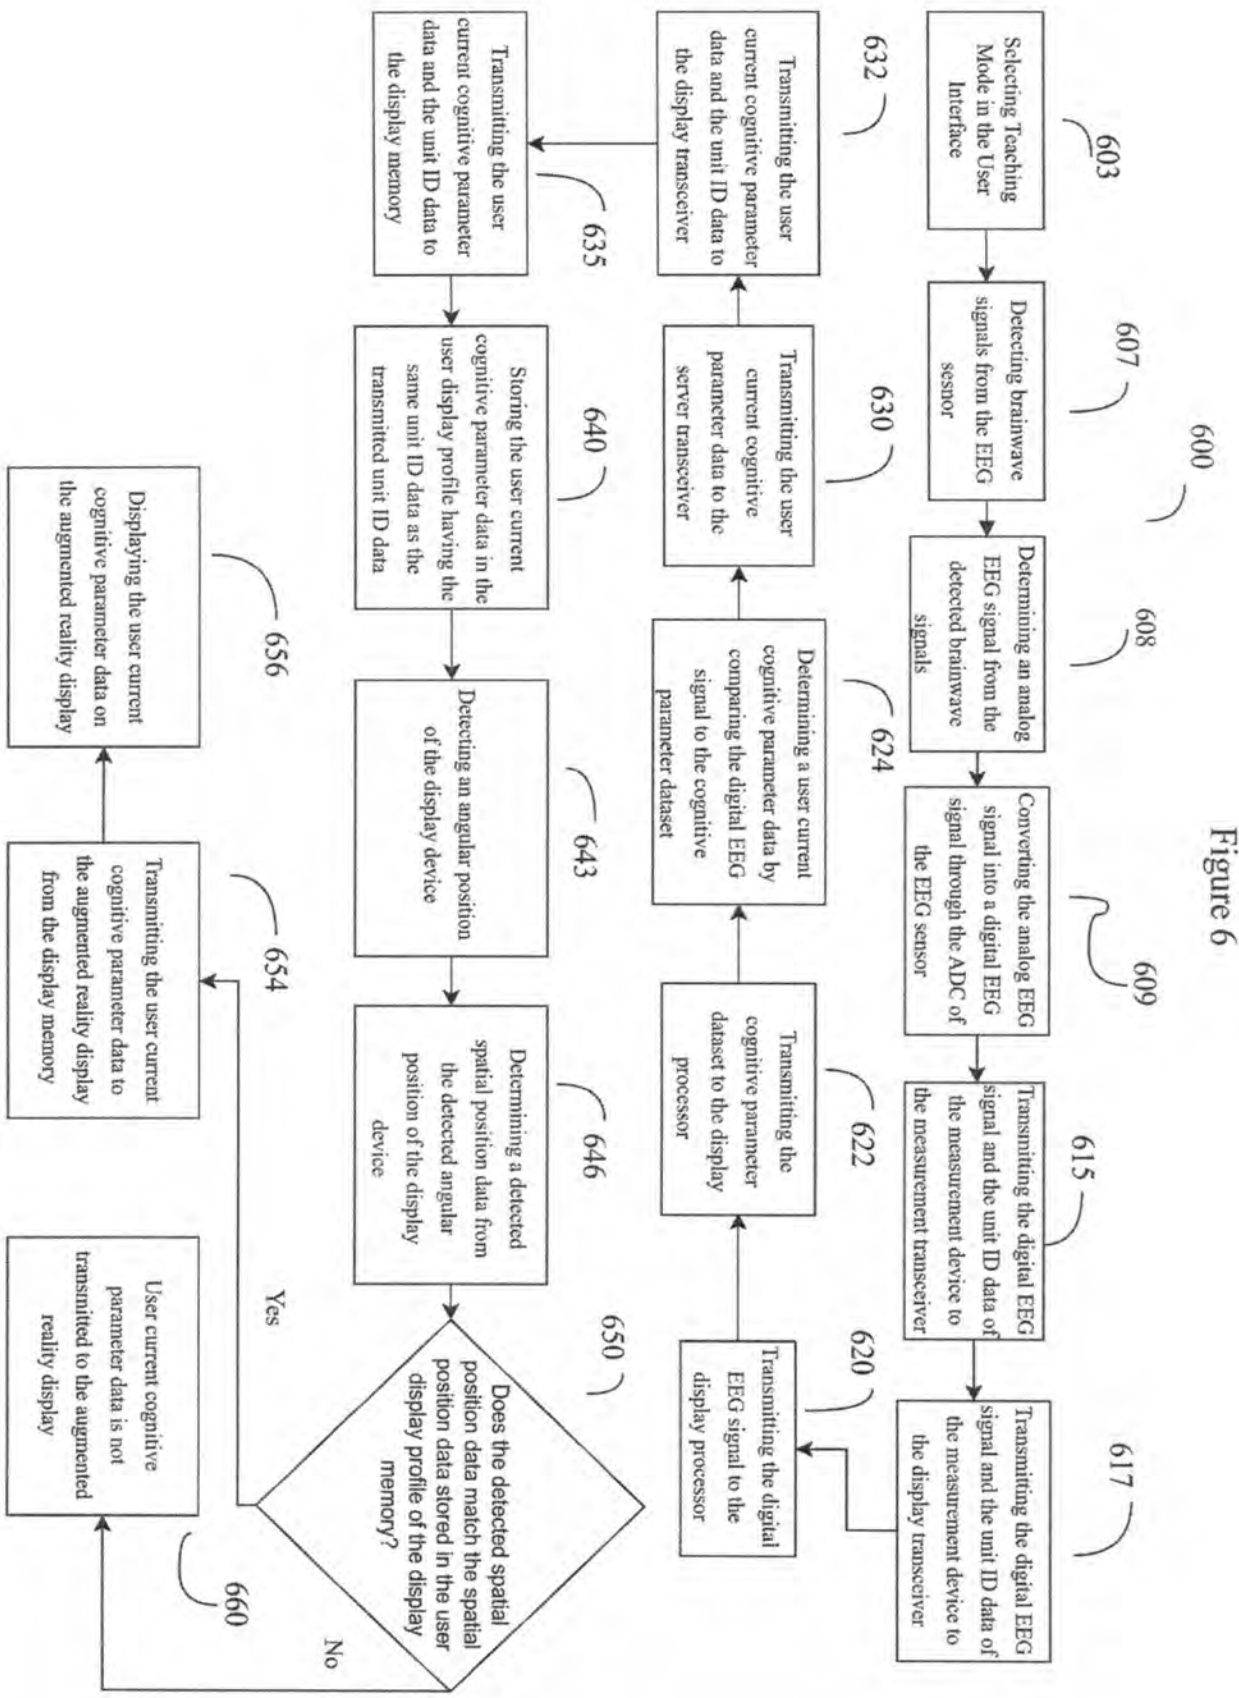 Figure 6
600
603
Selecting Teaching
Mode in the User
Interface
607
Detecting brainwave
signals from the EEG
sesnor
608
Determining an analog
EEG signal from the
detected brainwave
signals
609
Converting the analog EEG
signal into a digital EEG
signal through the ADC of
the EEG sensor
615
Transmitting the digital EEG
signal and the unit ID data of
the measurement device to
the measurement transceiver
617
Transmitting the digital EEG
signal and the unit ID data of
the measurement device to
the display transceiver
620
Transmitting the digital
EEG signal to the
display processor
622
Transmitting the
cognitive parameter
dataset to the display
processor
624
Determining a user current
cognitive parameter data by
comparing the digital EEG
signal to the cognitive
parameter dataset
630
Transmitting the user
current cognitive
parameter data to the
server transceiver
632
Transmitting the user
current cognitive parameter
data and the unit ID data to
the display transceiver
635
Transmitting the user
current cognitive parameter
data and the unit ID data to
the display memory
640
Storing the user current
cognitive parameter data in the
user display profile having the
same unit ID data as the
transmitted unit ID data
643
Detecting an angular position
of the display device
646
Determining a detected
spatial position data from
the detected angular
position of the display
device
650
Does the detected spatial
position data match the spatial
position data stored in the user
display profile of the display
memory?
Yes
No
654
Transmitting the user current
cognitive parameter data to
the augmented reality display
from the display memory
656
Displaying the user current
cognitive parameter data on
the augmented reality display
660
User current cognitive
parameter data is not
transmitted to the augmented
reality display